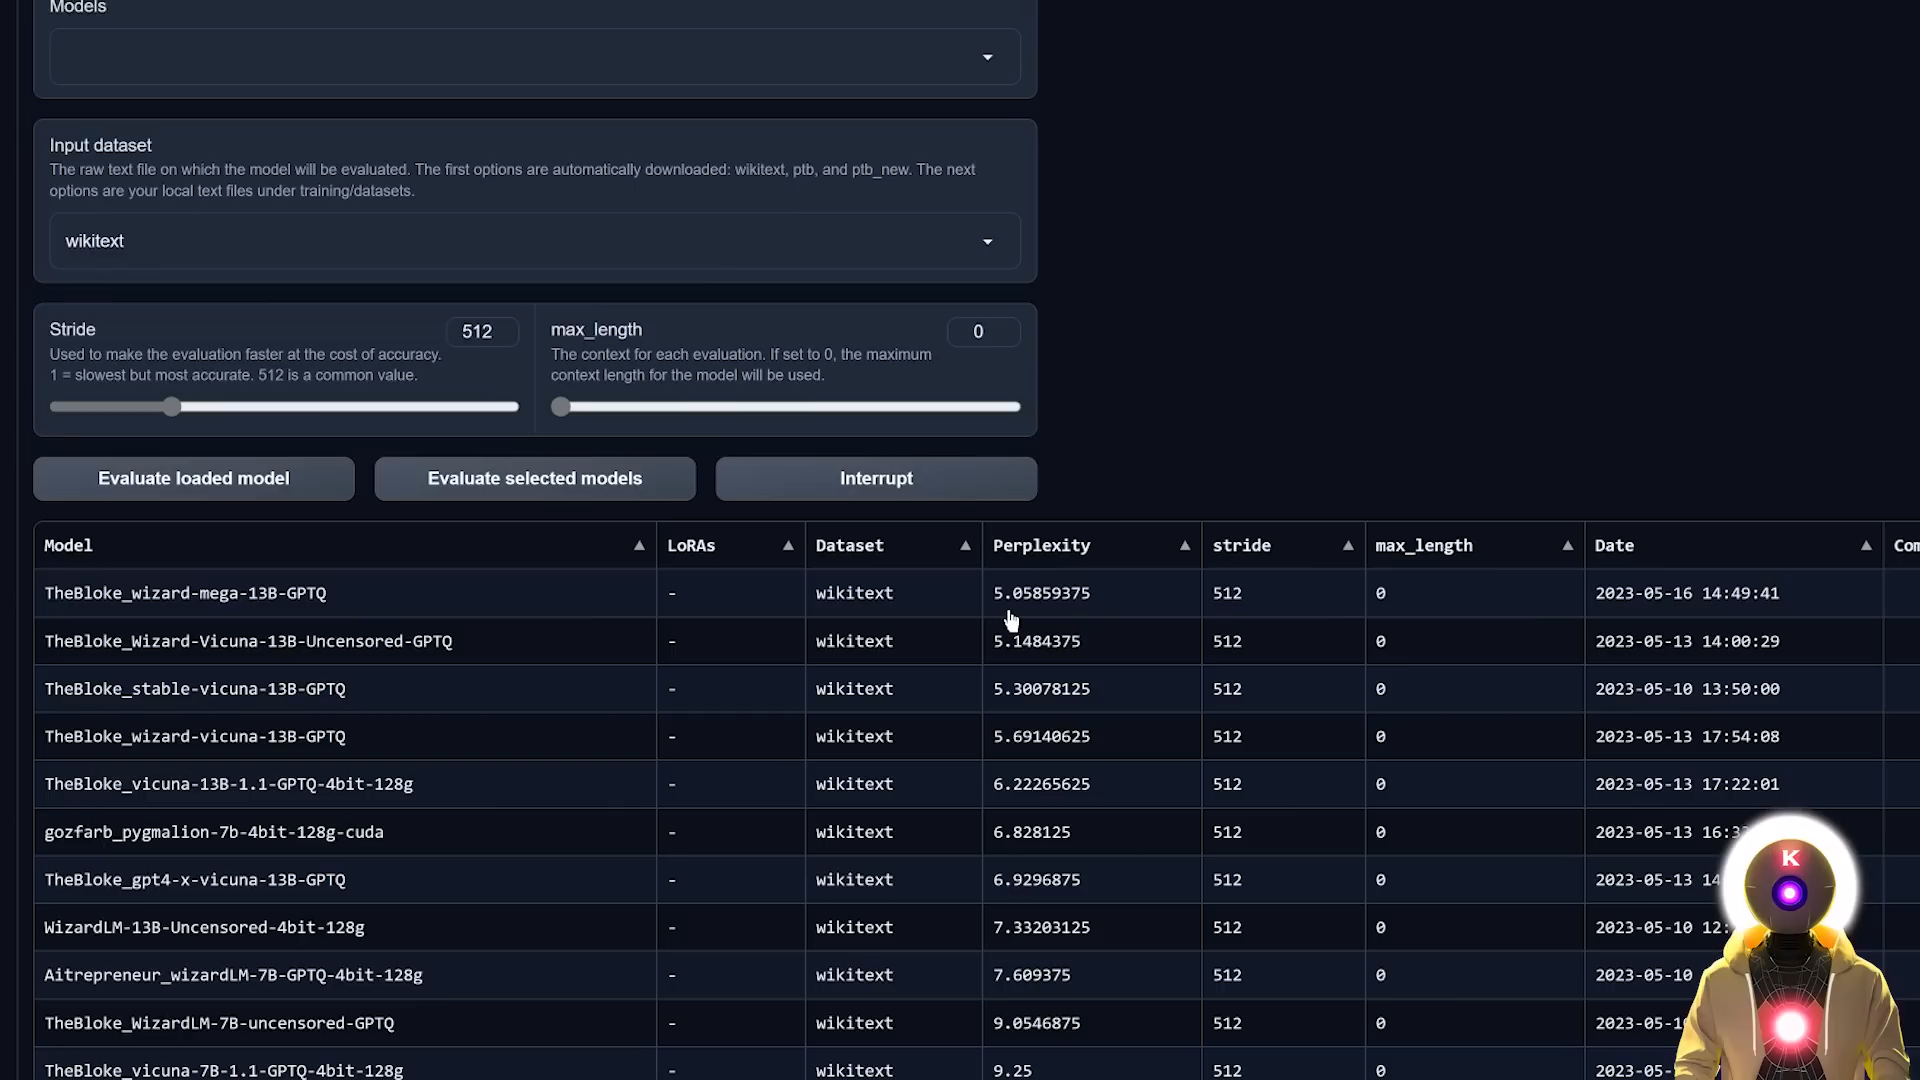 Models
Input dataset
The raw text file on which the model will be evaluated. The first options are automatically downloaded: wikitext, ptb, and ptb_new. The next
options are your local text files under training/datasets.
wikitext
Stride 512
Used to make the evaluation faster at the cost of accuracy.
1 = slowest but most accurate. 512 is a common value.
max_length 0
The context for each evaluation. If set to 0, the maximum
context length for the model will be used.
Evaluate loaded model Evaluate selected models Interrupt
Model LoRAs Dataset Perplexity stride max_length Date
TheBloke_wizard-mega-13B-GPTQ - wikitext 5.05859375 512 0 2023-05-16 14:49:41
TheBloke_Wizard-Vicuna-13B-Uncensored-GPTQ - wikitext 5.1484375 512 0 2023-05-13 14:00:29
TheBloke_stable-vicuna-13B-GPTQ - wikitext 5.30078125 512 0 2023-05-10 13:50:00
TheBloke_wizard-vicuna-13B-GPTQ - wikitext 5.69140625 512 0 2023-05-13 17:54:08
TheBloke_vicuna-13B-1.1-GPTQ-4bit-128g - wikitext 6.22265625 512 0 2023-05-13 17:22:01
gozfarb_pygmalion-7b-4bit-128g-cuda - wikitext 6.828125 512 0 2023-05-13
TheBloke_gpt4-x-vicuna-13B-GPTQ - wikitext 6.9296875 512 0 2023-05-13
WizardLM-13B-Uncensored-4bit-128g - wikitext 7.33203125 512 0 2023-05-10
Aitrepreneur_wizardLM-7B-GPTQ-4bit-128g - wikitext 7.609375 512 0 2023-05-10
TheBloke_WizardLM-7B-uncensored-GPTQ - wikitext 9.0546875 512 0
TheBloke_vicuna-7B-1.1-GPTQ-4bit-128g - wikitext 9.25 512 0
K